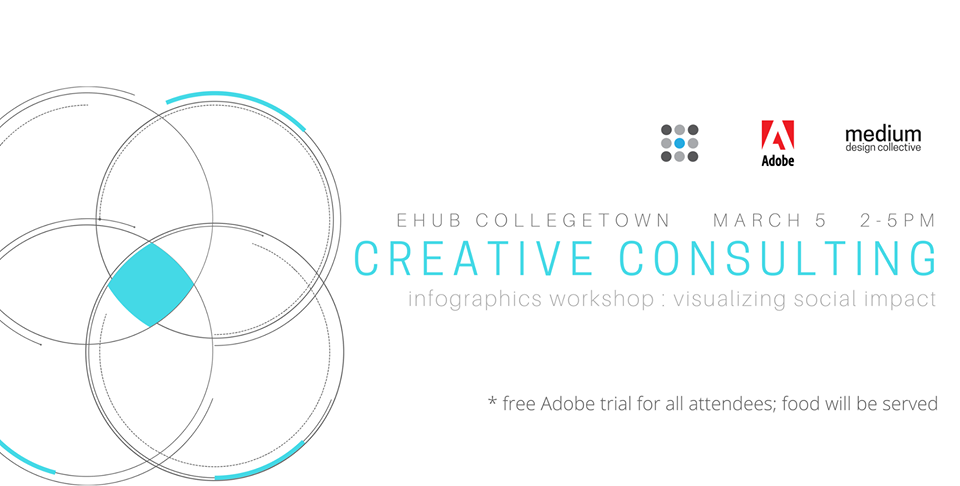 Adobe
medium
design collective
EHUB COLLEGETOWN MARCH 5 2-5PM
CREATIVE CONSULTING
infographics workshop : visualizing social impact
* free Adobe trial for all attendees; food will be served